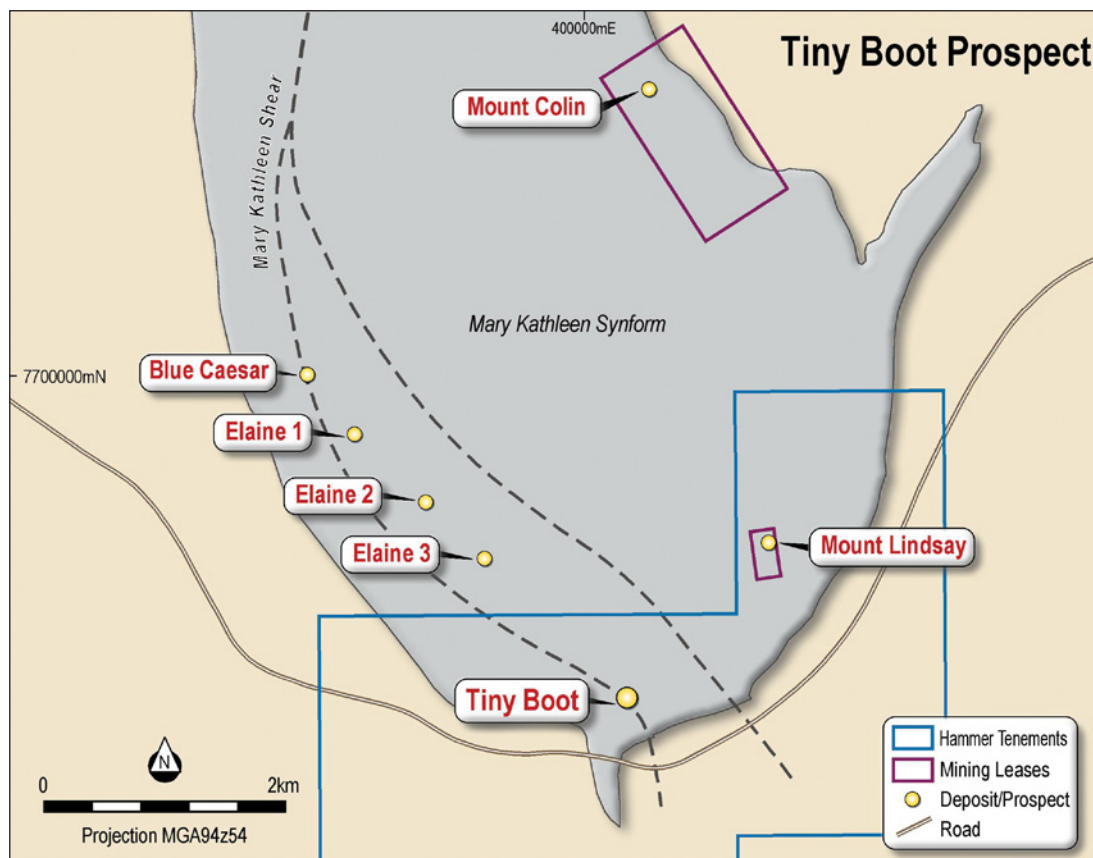 400000mE
Tiny Boot Prospect
Mount Colin
Mary Kathleen Shear
Mary Kathleen Synform
Blue Caesar
7700000mN
Elaine 1
Elaine 2
Elaine 3
Mount Lindsay
Tiny Boot
N
0 2km
Projection MGA94z54
Hammer Tenements
Mining Leases
Deposit/Prospect
Road